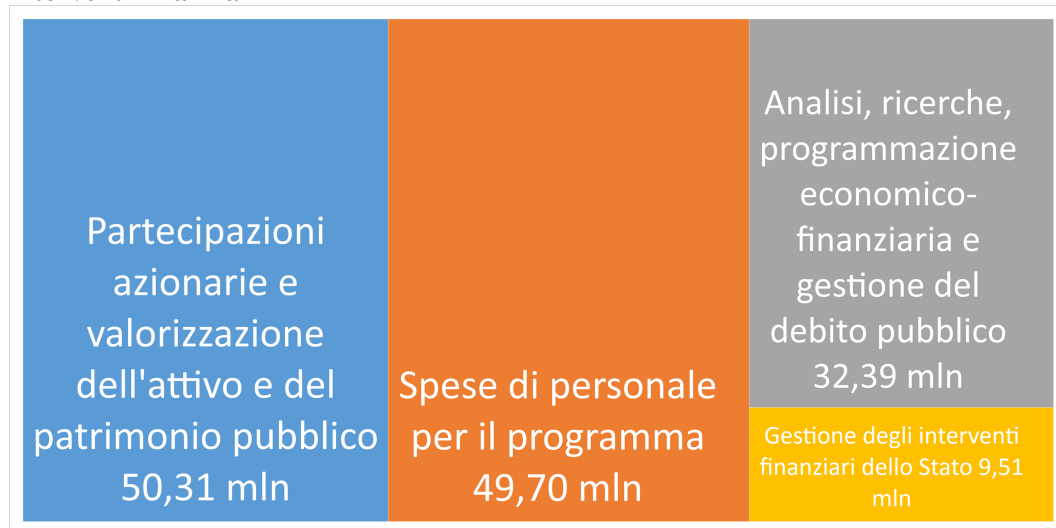 Partecipazioni
azionarie e
valorizzazione
dell'attivo e del
patrimonio pubblico
50,31 mln
Spese di personale
per il programma
49,70 mln
Analisi, ricerche,
programmazione
economico-
finanziaria e
gestione del
debito pubblico
32,39 mln
Gestione degli interventi
finanziari dello Stato 9,51
mln